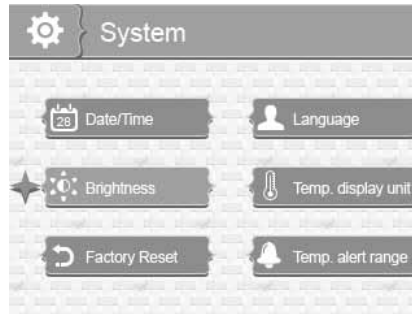 System
28 Date/Time
Language
Brightness
Temp. display unit
Factory Reset
Temp. alert range